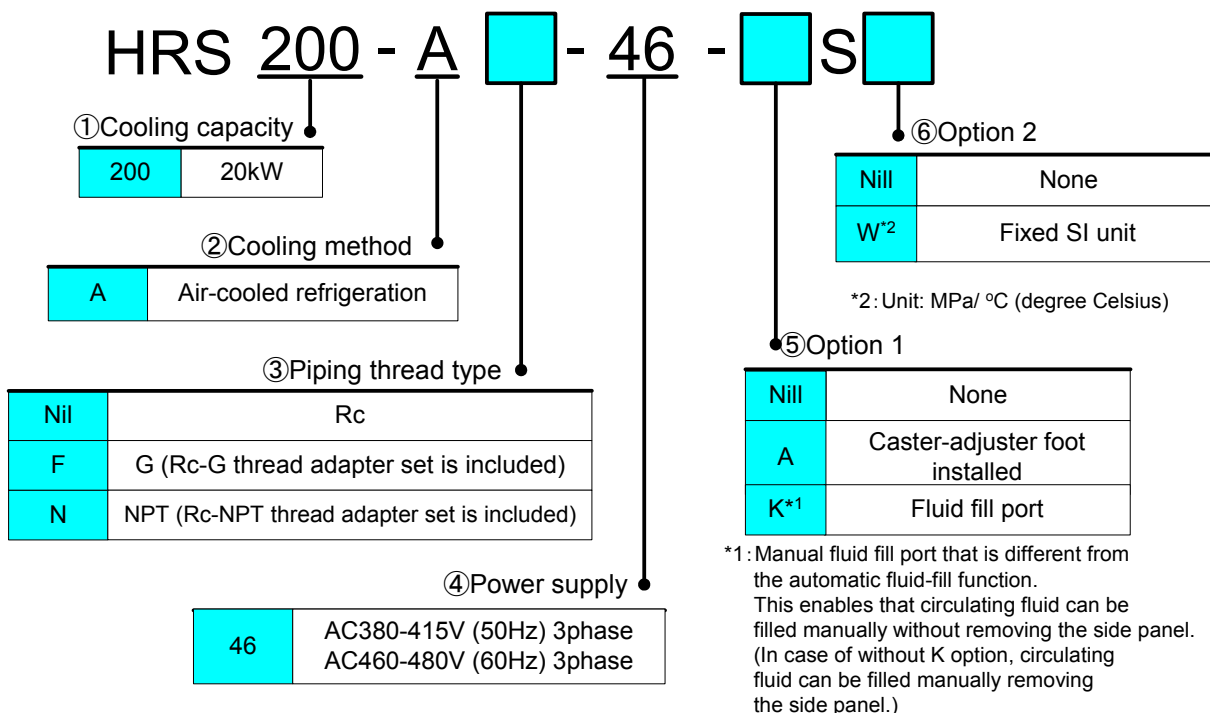 HRS 200 - A - 46 - S
①Cooling capacity
200 20kW
②Cooling method
A Air-cooled refrigeration
③Piping thread type
Nil Rc
F G (Rc-G thread adapter set is included)
N NPT (Rc-NPT thread adapter set is included)
④Power supply
46
AC380-415V (50Hz) 3phase
AC460-480V (60Hz) 3phase
⑥Option 2
Nill None
W*2 Fixed SI unit
*2:Unit: MPa/ ºC (degree Celsius)
⑤Option 1
Nill None
A
Caster-adjuster foot
installed
K*1 Fluid fill port
*1:Manual fluid fill port that is different from
the automatic fluid-fill function.
This enables that circulating fluid can be
filled manually without removing the side panel.
(In case of without K option, circulating
fluid can be filled manually removing
the side panel.)